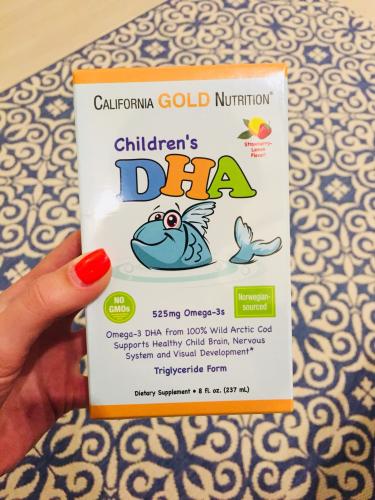 CALIFORNIA GOLD NUTRITION®
Children's
DHA
Strawberry-
Lemon
Flavor!
NO
GMOs
525mg Omega-3s
Norwegian-
sourced
Omega-3 DHA from 100% Wild Arctic Cod
Supports Healthy Child Brain, Nervous
System and Visual Development*
Triglyceride Form
Dietary Supplement • 8 fl. oz. (237 mL)